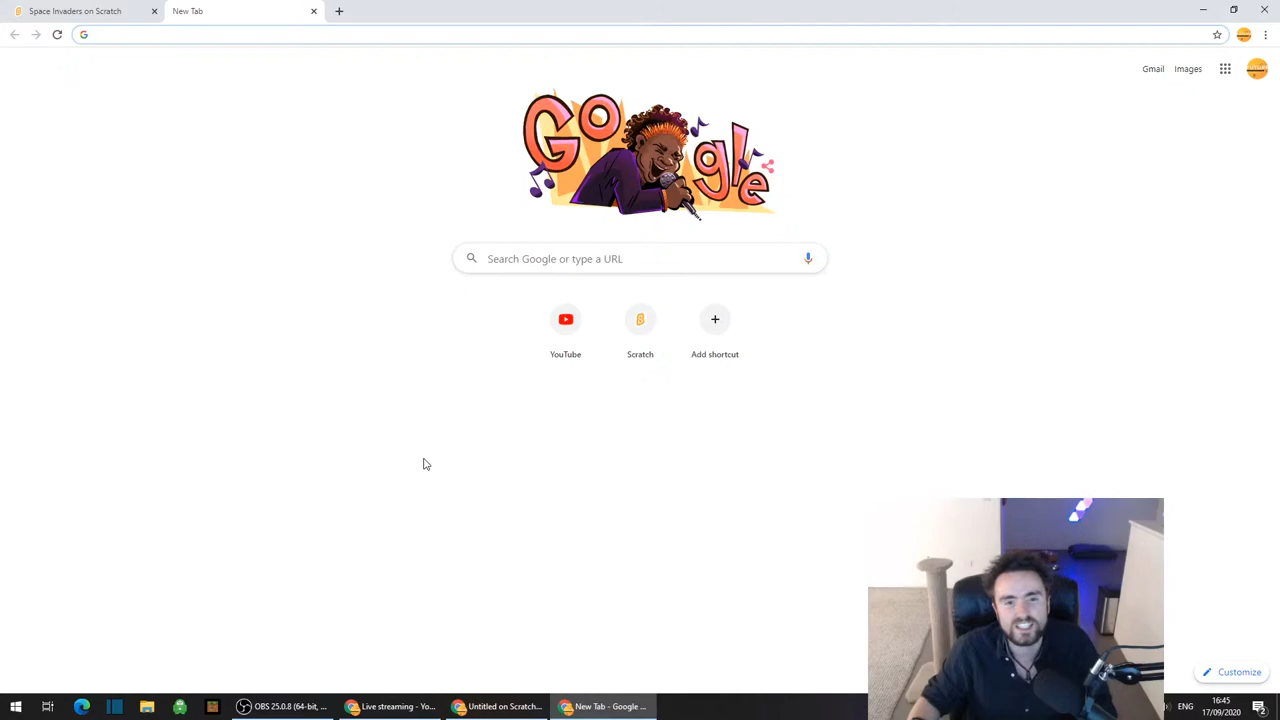 Space Invaders on Scratch
New Tab
Gmail
Images
Google
Search Google or type a URL
YouTube
Scratch
Add shortcut
Customize
OBS 25.0.8 (64-bit, ...
Live streaming - Yo...
Untitled on Scratch...
New Tab - Google ...
ENG
16:45
17/09/2020
2